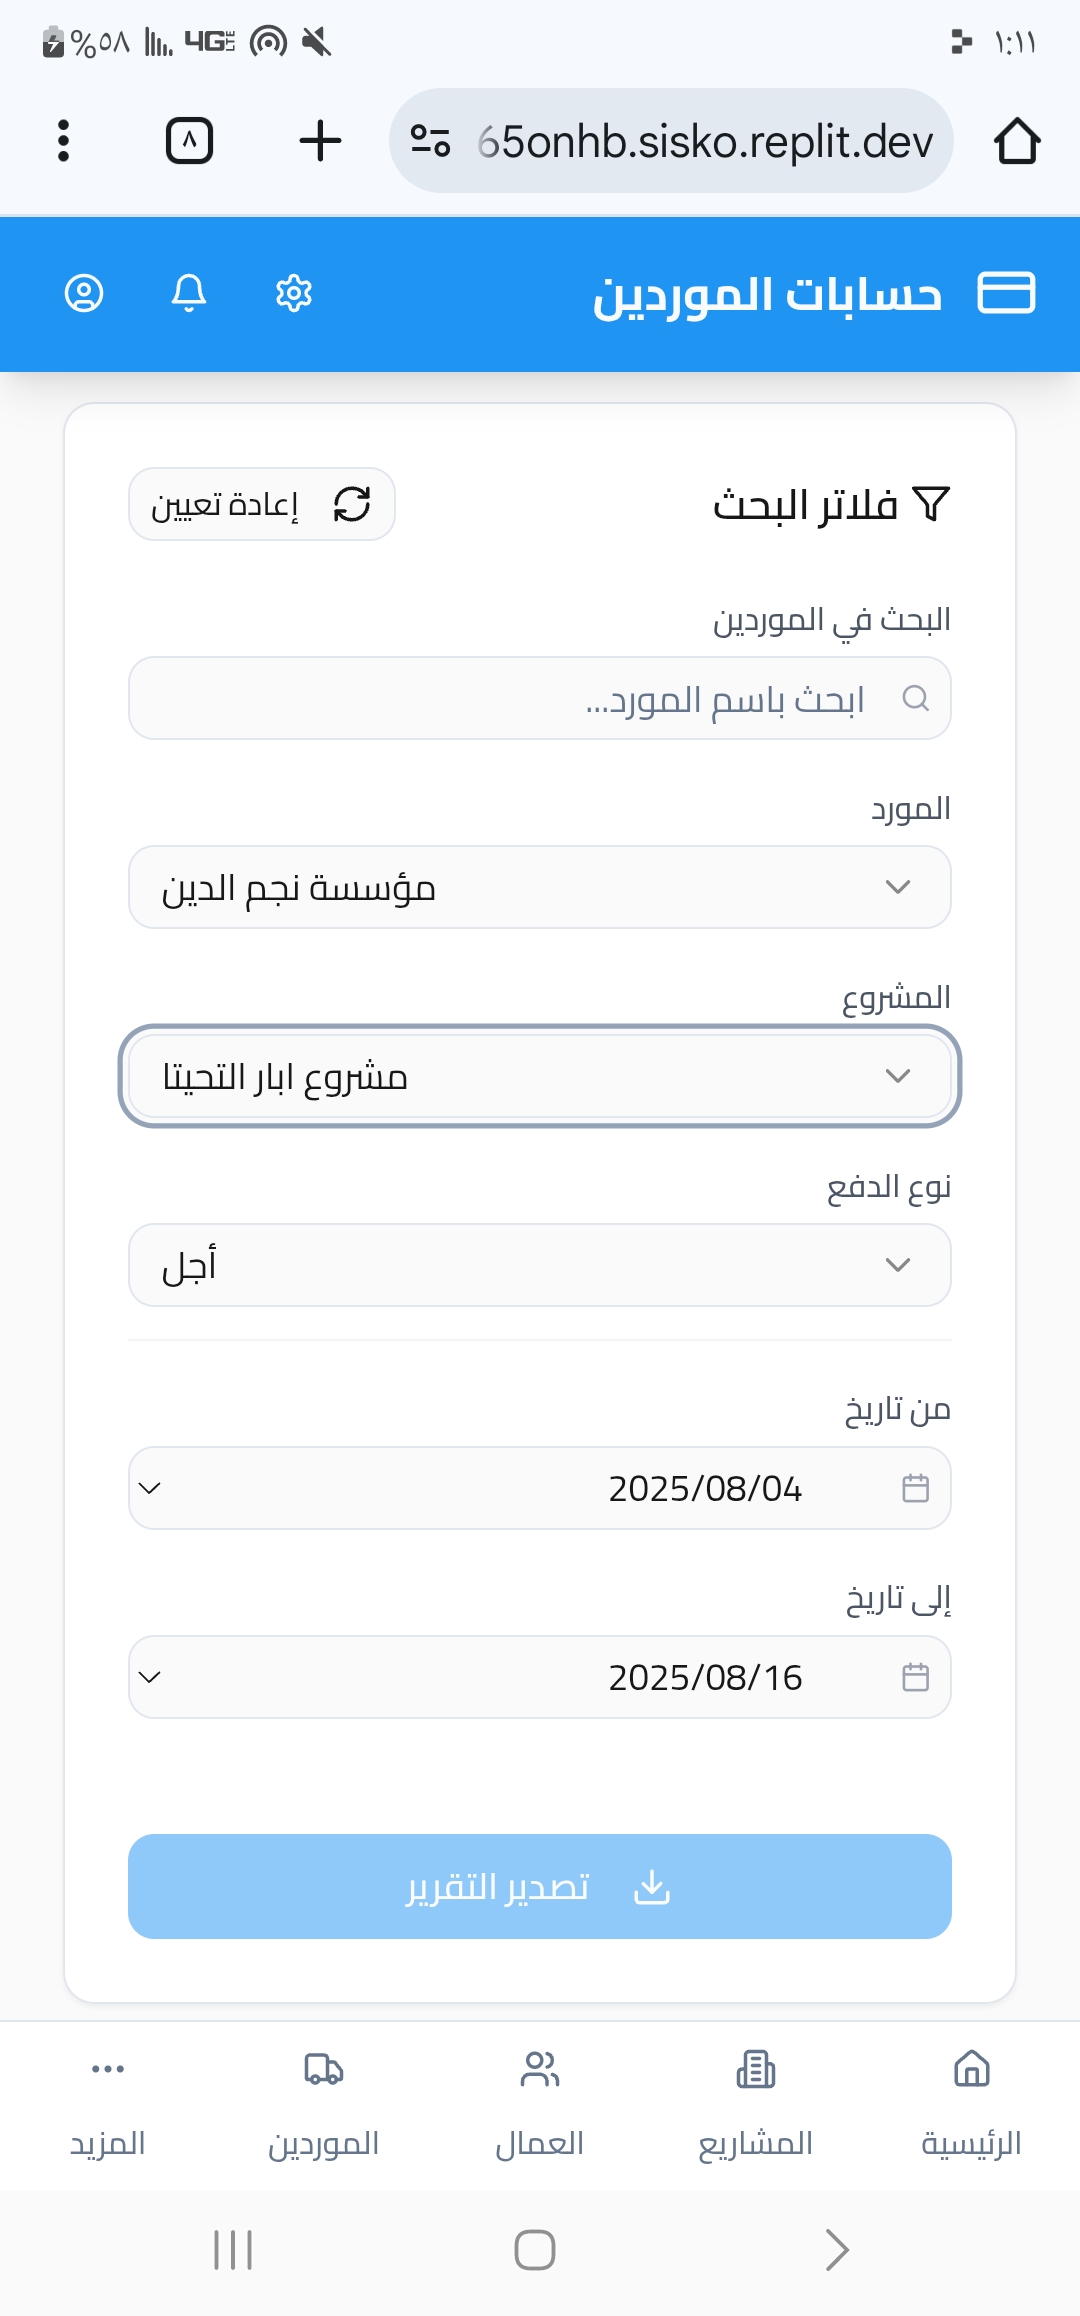 ١:١١ 4G LTE ٥٨%
65onhb.sisko.replit.dev
٨
حسابات الموردين
فلاتر البحث
إعادة تعيين
البحث في الموردين
ابحث باسم المورد...
المورد
مؤسسة نجم الدين
المشروع
مشروع ابار التحيتا
نوع الدفع
أجل
من تاريخ
2025/08/04
إلى تاريخ
2025/08/16
تصدير التقرير
الرئيسية
المشاريع
العمال
الموردين
المزيد